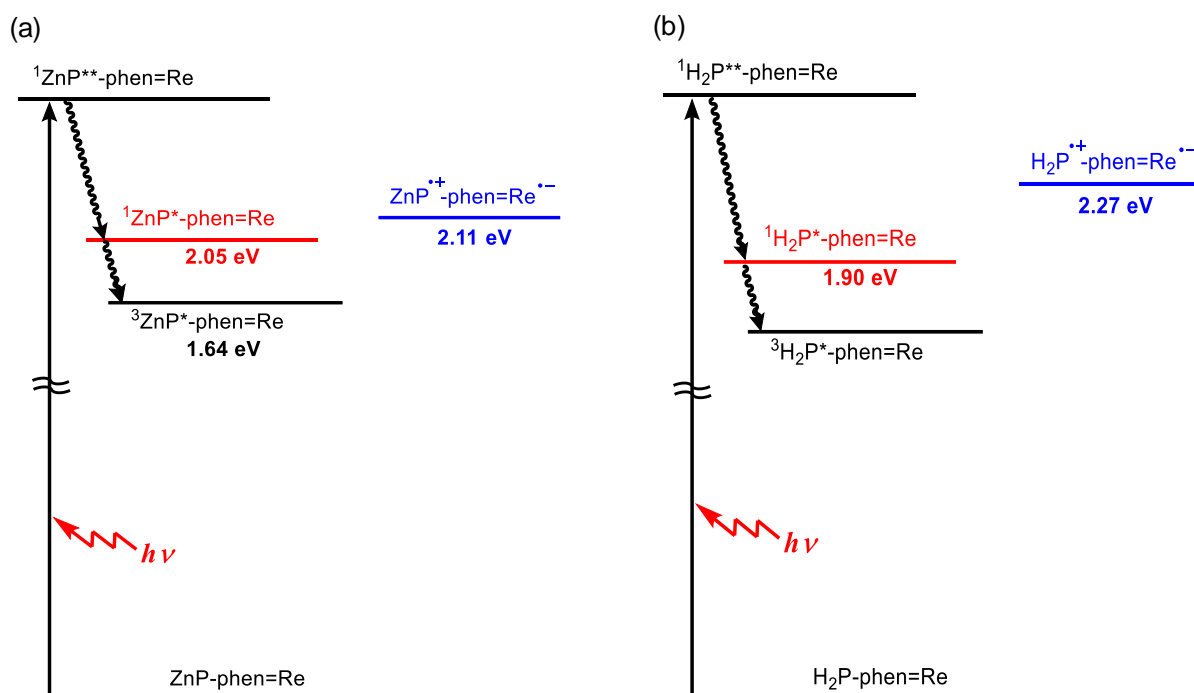 (a)
¹ZnP**-phen=Re
ZnP•+-phen=Re•−
¹ZnP*-phen=Re
2.11 eV
2.05 eV
³ZnP*-phen=Re
1.64 eV
hν
ZnP-phen=Re
(b)
¹H₂P**-phen=Re
H₂P•+-phen=Re•−
2.27 eV
¹H₂P*-phen=Re
1.90 eV
³H₂P*-phen=Re
hν
H₂P-phen=Re